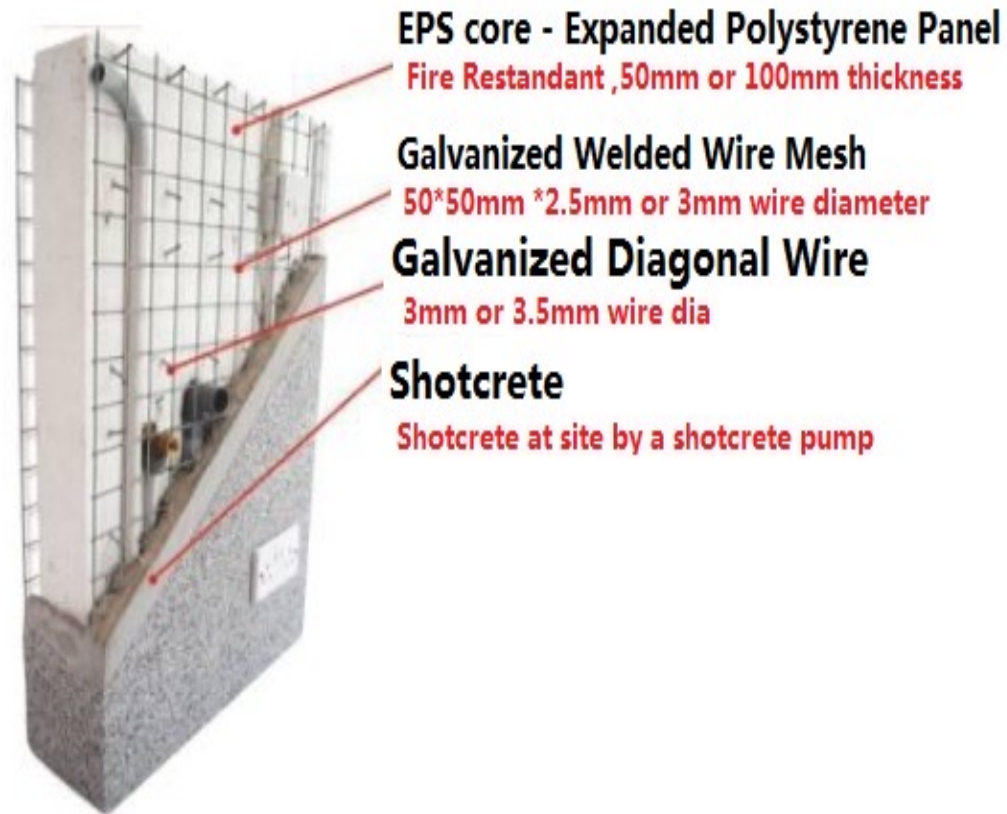 EPS core - Expanded Polystyrene Panel
Fire Restandant ,50mm or 100mm thickness
Galvanized Welded Wire Mesh
50*50mm *2.5mm or 3mm wire diameter
Galvanized Diagonal Wire
3mm or 3.5mm wire dia
Shotcrete
Shotcrete at site by a shotcrete pump